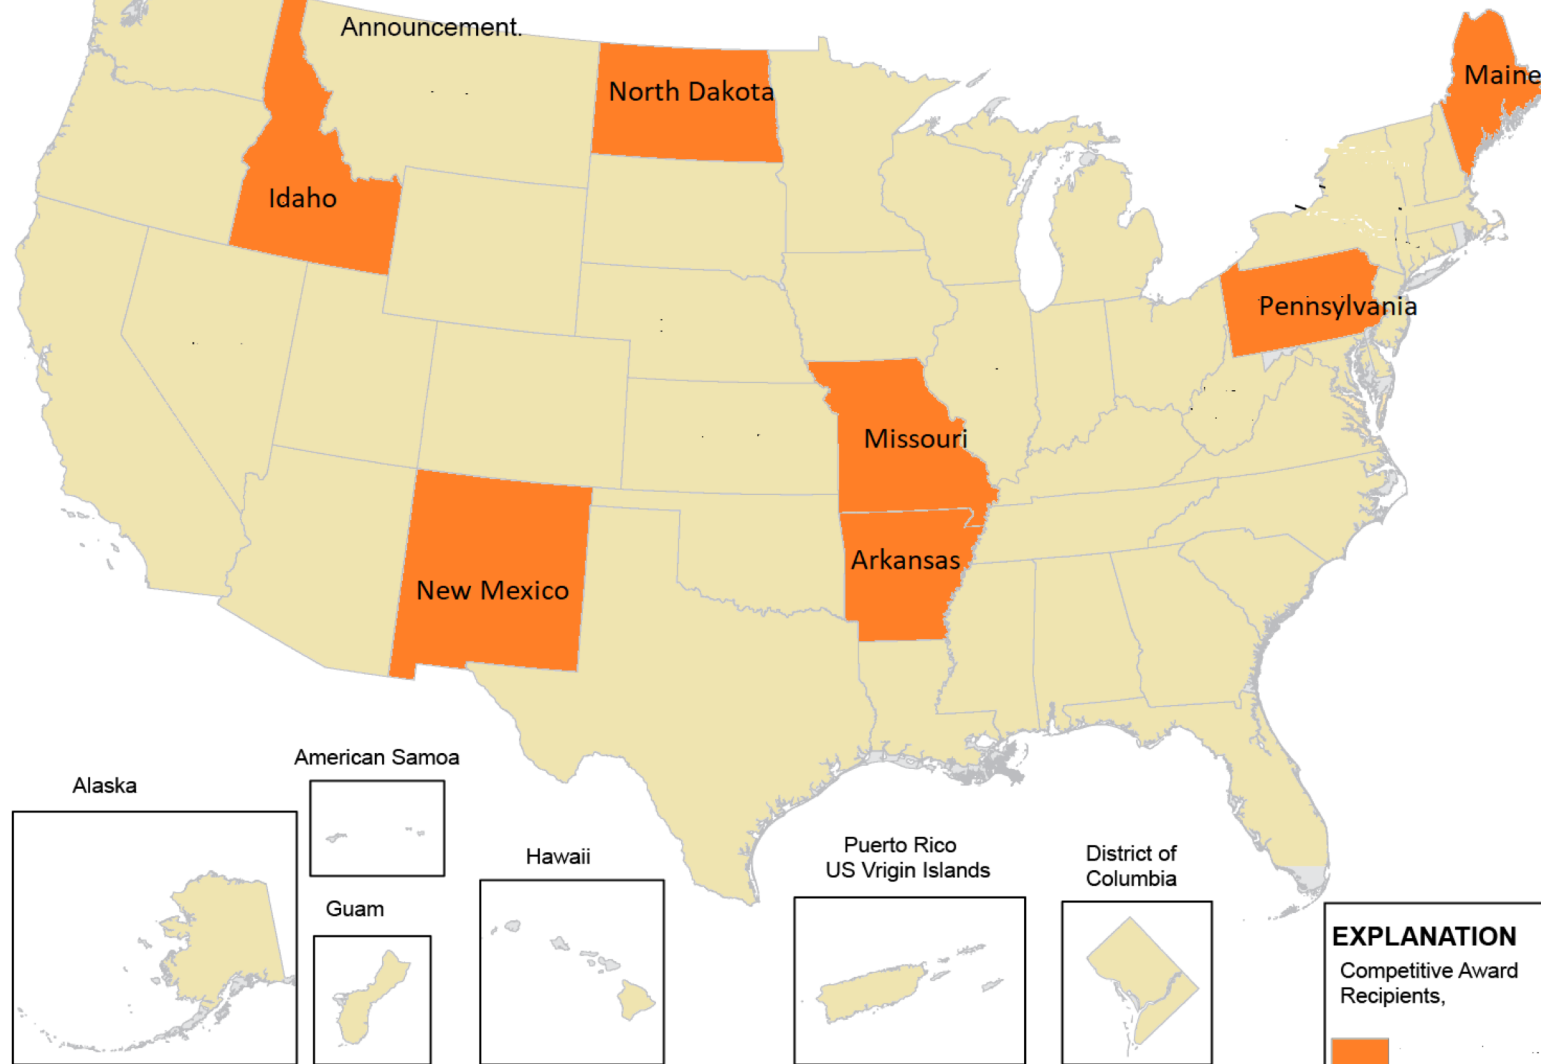 Announcement.
North Dakota
Maine
Idaho
Pennsylvania
Missouri
Arkansas
New Mexico
American Samoa
Alaska
Hawaii
Puerto Rico
US Vrigin Islands
District of
Columbia
Guam
EXPLANATION
Competitive Award
Recipients,